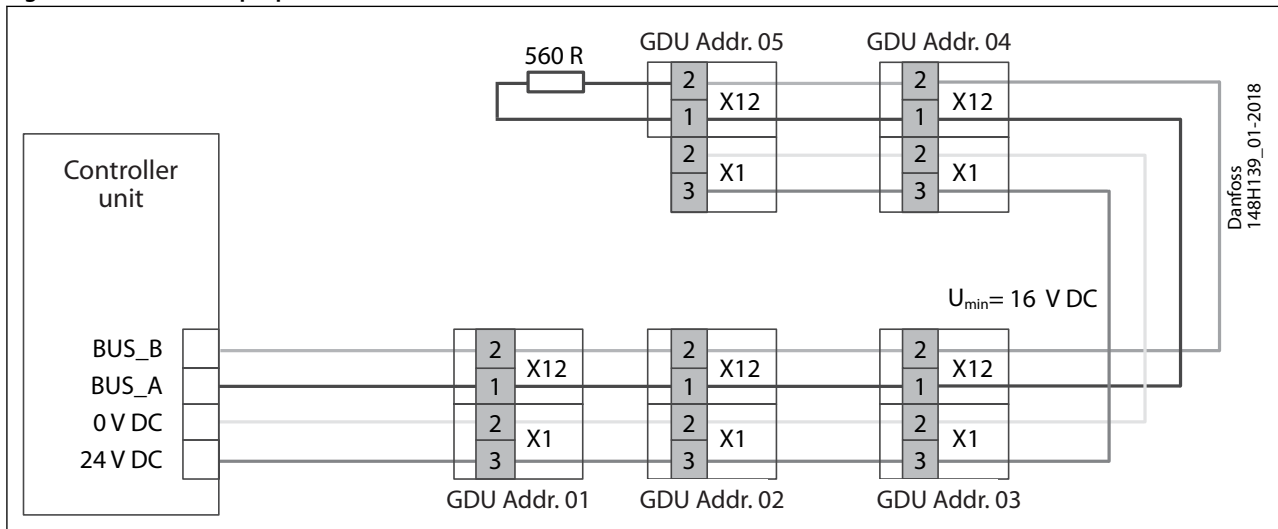 GDU Addr. 05
GDU Addr. 04
560 R
2
X12
1
2
X1
3
2
X12
1
2
X1
3
Danfoss
148H139_01-2018
Controller
unit
Umin= 16 V DC
BUS_B
BUS_A
0 V DC
24 V DC
2
X12
1
2
X1
3
2
X12
1
2
X1
3
2
X12
1
2
X1
3
GDU Addr. 01
GDU Addr. 02
GDU Addr. 03